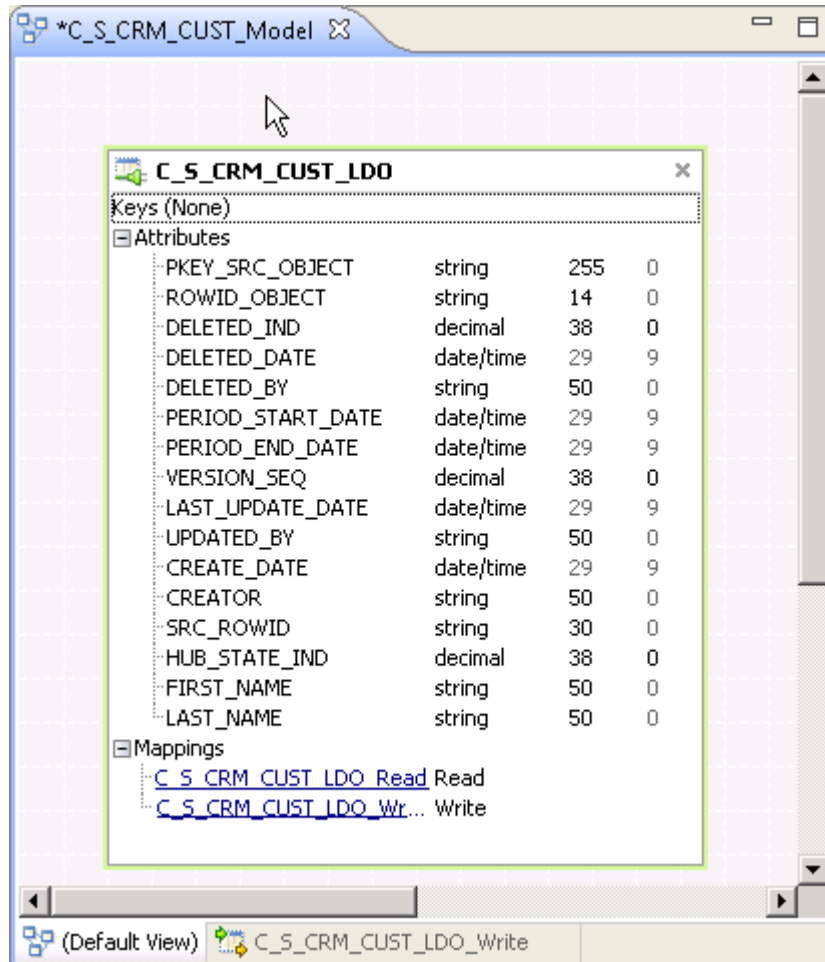 *C_S_CRM_CUST_Model
C_S_CRM_CUST_LDO
Keys (None)
Attributes
PKEY_SRC_OBJECT string 255 0
ROWID_OBJECT string 14 0
DELETED_IND decimal 38 0
DELETED_DATE date/time 29 9
DELETED_BY string 50 0
PERIOD_START_DATE date/time 29 9
PERIOD_END_DATE date/time 29 9
VERSION_SEQ decimal 38 0
LAST_UPDATE_DATE date/time 29 9
UPDATED_BY string 50 0
CREATE_DATE date/time 29 9
CREATOR string 50 0
SRC_ROWID string 30 0
HUB_STATE_IND decimal 38 0
FIRST_NAME string 50 0
LAST_NAME string 50 0
Mappings
C_S_CRM_CUST_LDO_Read Read
C_S_CRM_CUST_LDO_Wr... Write
(Default View) C_S_CRM_CUST_LDO_Write